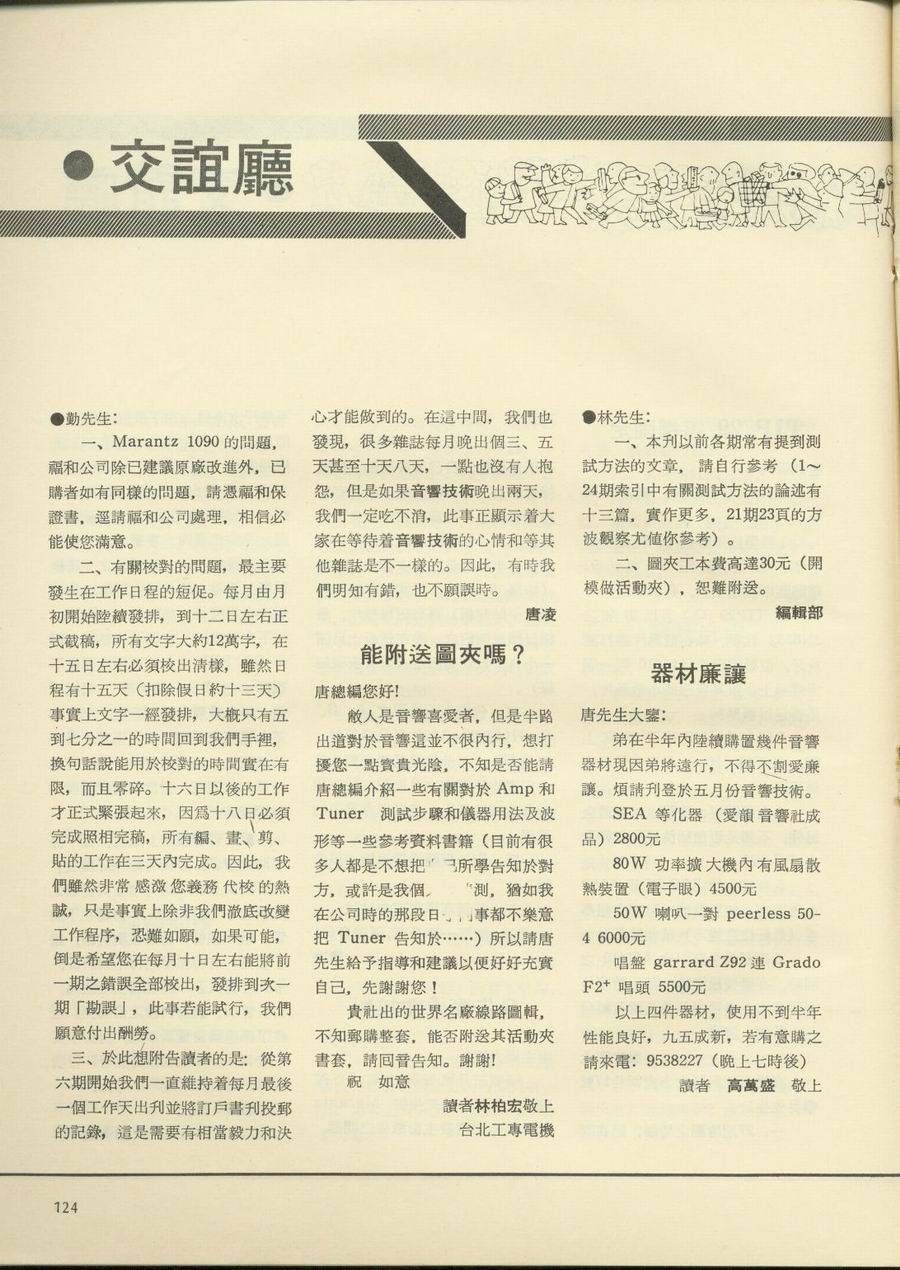 ●交誼廳
●勤先生：
一、Marantz 1090 的問題，
福和公司除已建議原廠改進外，已
購者如有同樣的問題，請憑福和保
證書，逕請福和公司處理，相信必
能使您滿意。
二、有關校對的問題，最主要
發生在工作日程的短促。每月由月
初開始陸續發排，到十二日左右正
式截稿，所有文字大約12萬字，在
十五日左右必須校出清樣，雖然日
程有十五天（扣除假日約十三天）
事實上文字一經發排，大概只有五
到七分之一的時間回到我們手裡，
換句話說能用於校對的時間實在有
限，而且零碎。十六日以後的工作
才正式緊張起來，因爲十八日必須
完成照相完稿，所有編、畫、剪、
貼的工作在三天內完成。因此，我
們雖然非常感激您義務代校的熱
誠，只是事實上除非我們澈底改變
工作程序，恐難如願，如果可能，
倒是希望您在每月十日左右能將前
一期之錯誤全部校出，發排到次一
期「勘誤」，此事若能試行，我們
願意付出酬勞。
三、於此想附告讀者的是：從第
六期開始我們一直維持着每月最後
一個工作天出刋並將訂戶書刋投郵
的記錄，這是需要有相當毅力和決
心才能做到的。在這中間，我們也
發現，很多雜誌每月晚出個三、五
天甚至十天八天，一點也沒有人抱
怨，但是如果音響技術晚出兩天，
我們一定吃不消，此事正顯示着大
家在等待着音響技術的心情和等其
他雜誌是不一樣的。因此，有時我
們明知有錯，也不願誤時。
唐凌
能附送圖夾嗎？
唐總編您好！
敝人是音響喜愛者，但是半路
出道對於音響這並不很內行，想打
擾您一點寶貴光陰，不知是否能請
唐總編介紹一些有關對於 Amp 和
Tuner 測試步驟和儀器用法及波
形等一些參考資料書籍（目前有很
多人都是不想把 己所學告知於對
方，或許是我個 測，猶如我
在公司時的那段日 同事都不樂意
把 Tuner 告知於……）所以請唐
先生給予指導和建議以便好好充實
自己，先謝謝您！
貴社出的世界名廠線路圖輯，
不知郵購整套，能否附送其活動夾
書套，請回音告知。謝謝！
祝　如意
讀者林柏宏敬上
台北工專電機
●林先生：
一、本刋以前各期常有提到測
試方法的文章，請自行參考（1～
24期索引中有關測試方法的論述有
十三篇，實作更多，21期23頁的方
波觀察尤值你參考）。
二、圖夾工本費高達30元（開
模做活動夾），恕難附送。
編輯部
器材廉讓
唐先生大鑒：
弟在半年內陸續購置幾件音響
器材現因弟將遠行，不得不割愛廉
讓。煩請刋登於五月份音響技術。
SEA 等化器（愛韻音響社成
品）2800元
80W 功率擴大機內有風扇散
熱裝置（電子眼）4500元
50W 喇叭一對 peerless 50-
4 6000元
唱盤 garrard Z92 連 Grado
F2⁺ 唱頭 5500元
以上四件器材，使用不到半年
性能良好，九五成新，若有意購之
請來電：9538227（晚上七時後）
讀者　高萬盛　敬上
124